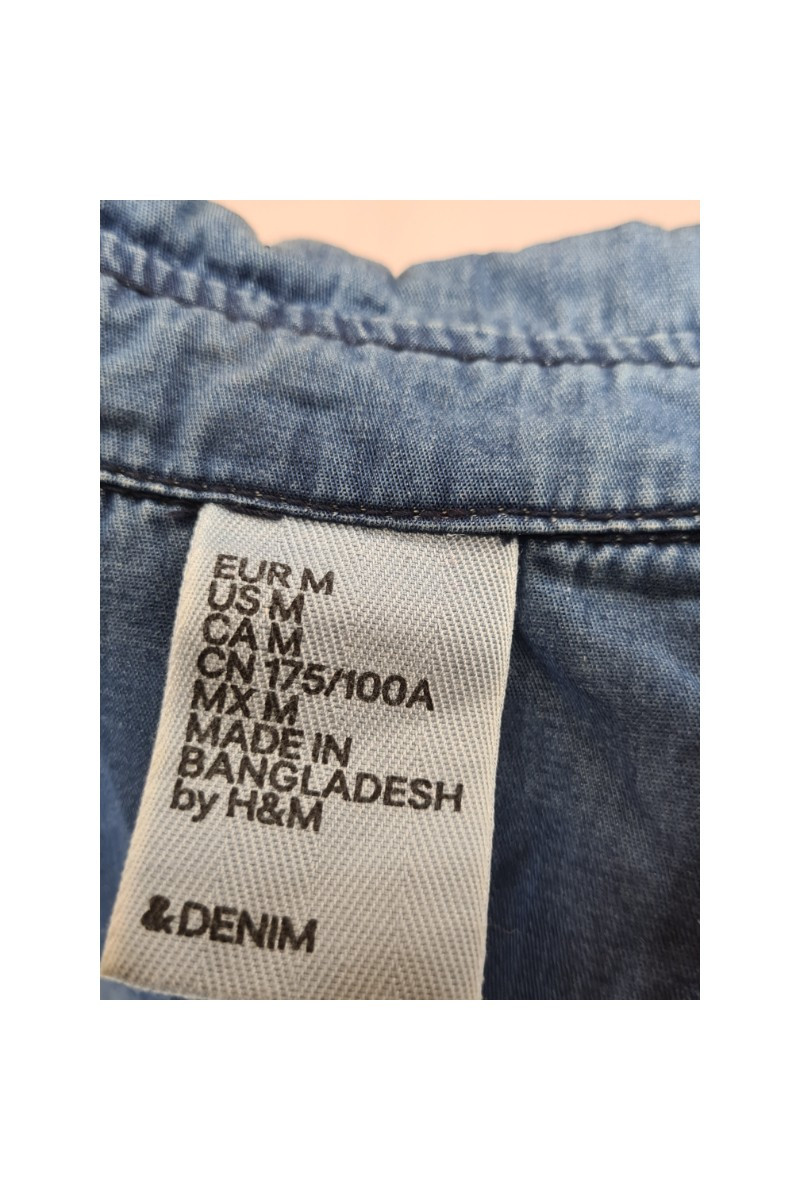 EUR M
US M
CA M
CN 175/100A
MX M
MADE IN
BANGLADESH
by H&M
&DENIM